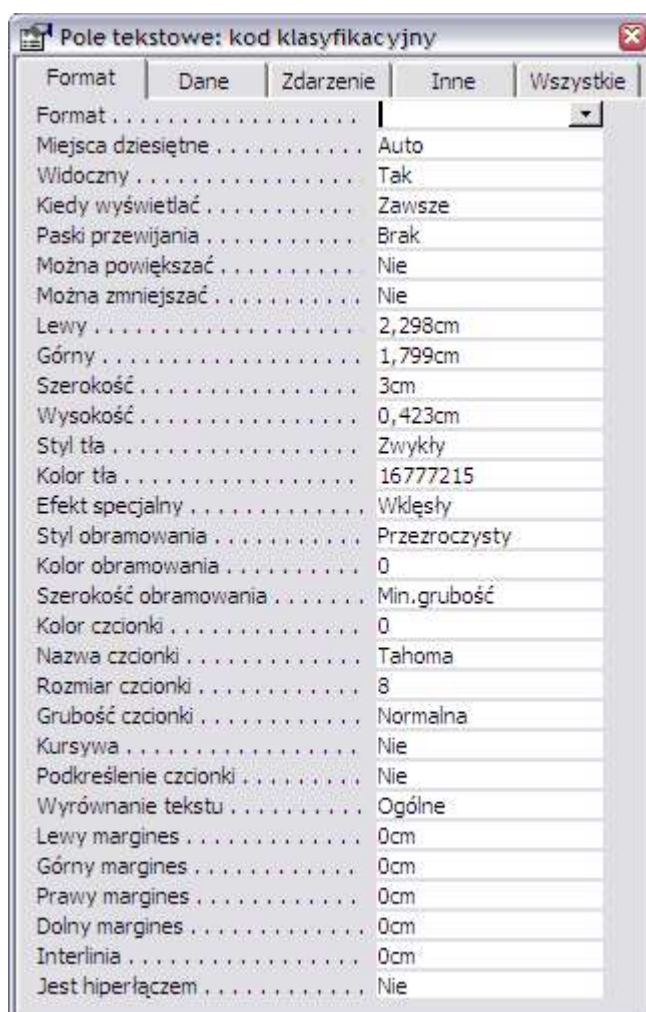 Pole tekstowe: kod klasyfikacyjny
Format Dane Zdarzenie Inne Wszystkie
Format . . . . . . . . . . . . . . . . . .
Miejsca dziesiętne . . . . . . . . . . . Auto
Widoczny . . . . . . . . . . . . . . . . Tak
Kiedy wyświetlać . . . . . . . . . . . Zawsze
Paski przewijania . . . . . . . . . . . Brak
Można powiększać . . . . . . . . . . Nie
Można zmniejszać . . . . . . . . . . Nie
Lewy . . . . . . . . . . . . . . . . . . . 2,298cm
Górny . . . . . . . . . . . . . . . . . . 1,799cm
Szerokość . . . . . . . . . . . . . . . 3cm
Wysokość . . . . . . . . . . . . . . . 0,423cm
Styl tła . . . . . . . . . . . . . . . . . Zwykły
Kolor tła . . . . . . . . . . . . . . . . 16777215
Efekt specjalny . . . . . . . . . . . . . Wklęsły
Styl obramowania . . . . . . . . . . . Przezroczysty
Kolor obramowania . . . . . . . . . . 0
Szerokość obramowania . . . . . . . Min.grubość
Kolor czcionki . . . . . . . . . . . . . . 0
Nazwa czcionki . . . . . . . . . . . . . Tahoma
Rozmiar czcionki . . . . . . . . . . . . 8
Grubość czcionki . . . . . . . . . . . . Normalna
Kursywa . . . . . . . . . . . . . . . . . Nie
Podkreślenie czcionki . . . . . . . . . Nie
Wyrównanie tekstu . . . . . . . . . . Ogólne
Lewy margines . . . . . . . . . . . . . 0cm
Górny margines . . . . . . . . . . . . 0cm
Prawy margines . . . . . . . . . . . . 0cm
Dolny margines . . . . . . . . . . . . . 0cm
Interlinia . . . . . . . . . . . . . . . . . 0cm
Jest hiperłączem . . . . . . . . . . . . Nie